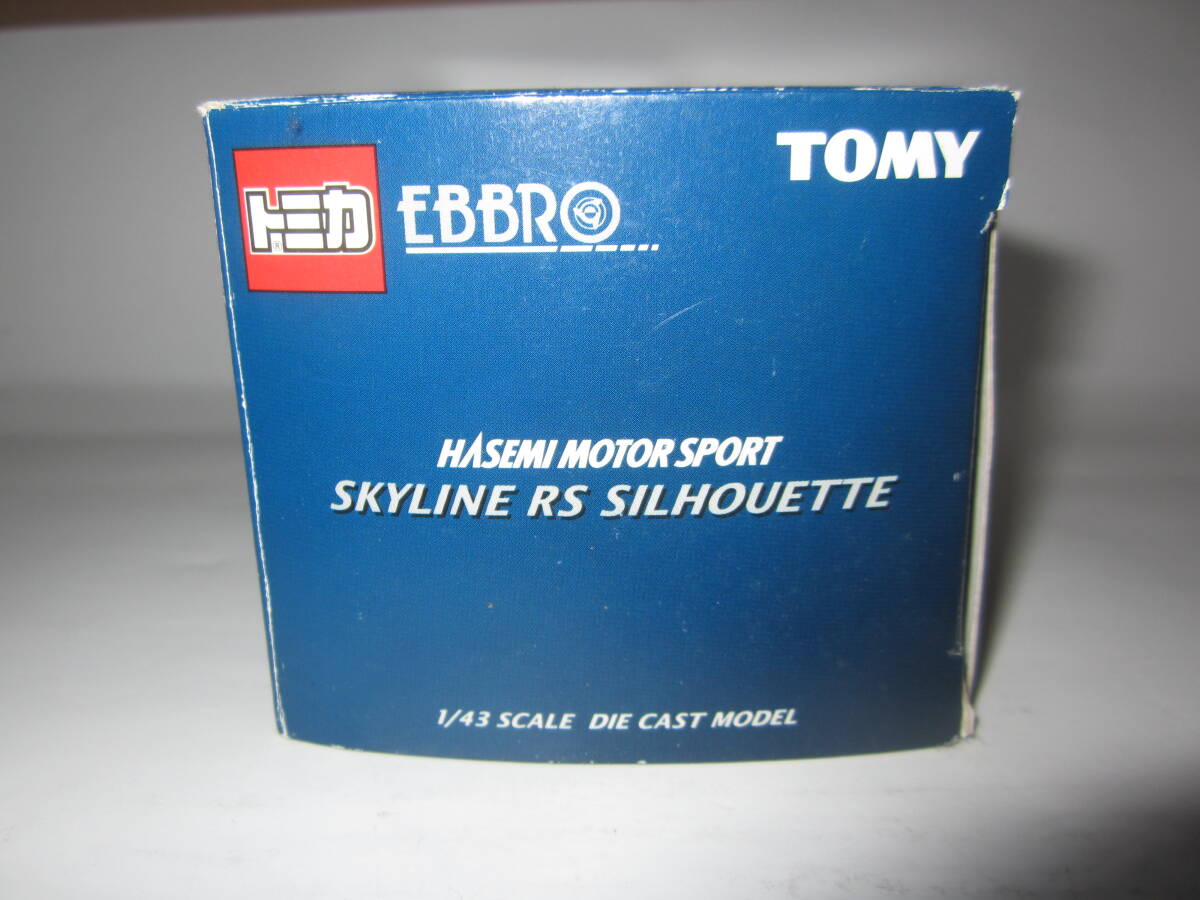 トミカ®
EBBRO
TOMY
HASEMI MOTOR SPORT
SKYLINE RS SILHOUETTE
1/43 SCALE DIE CAST MODEL